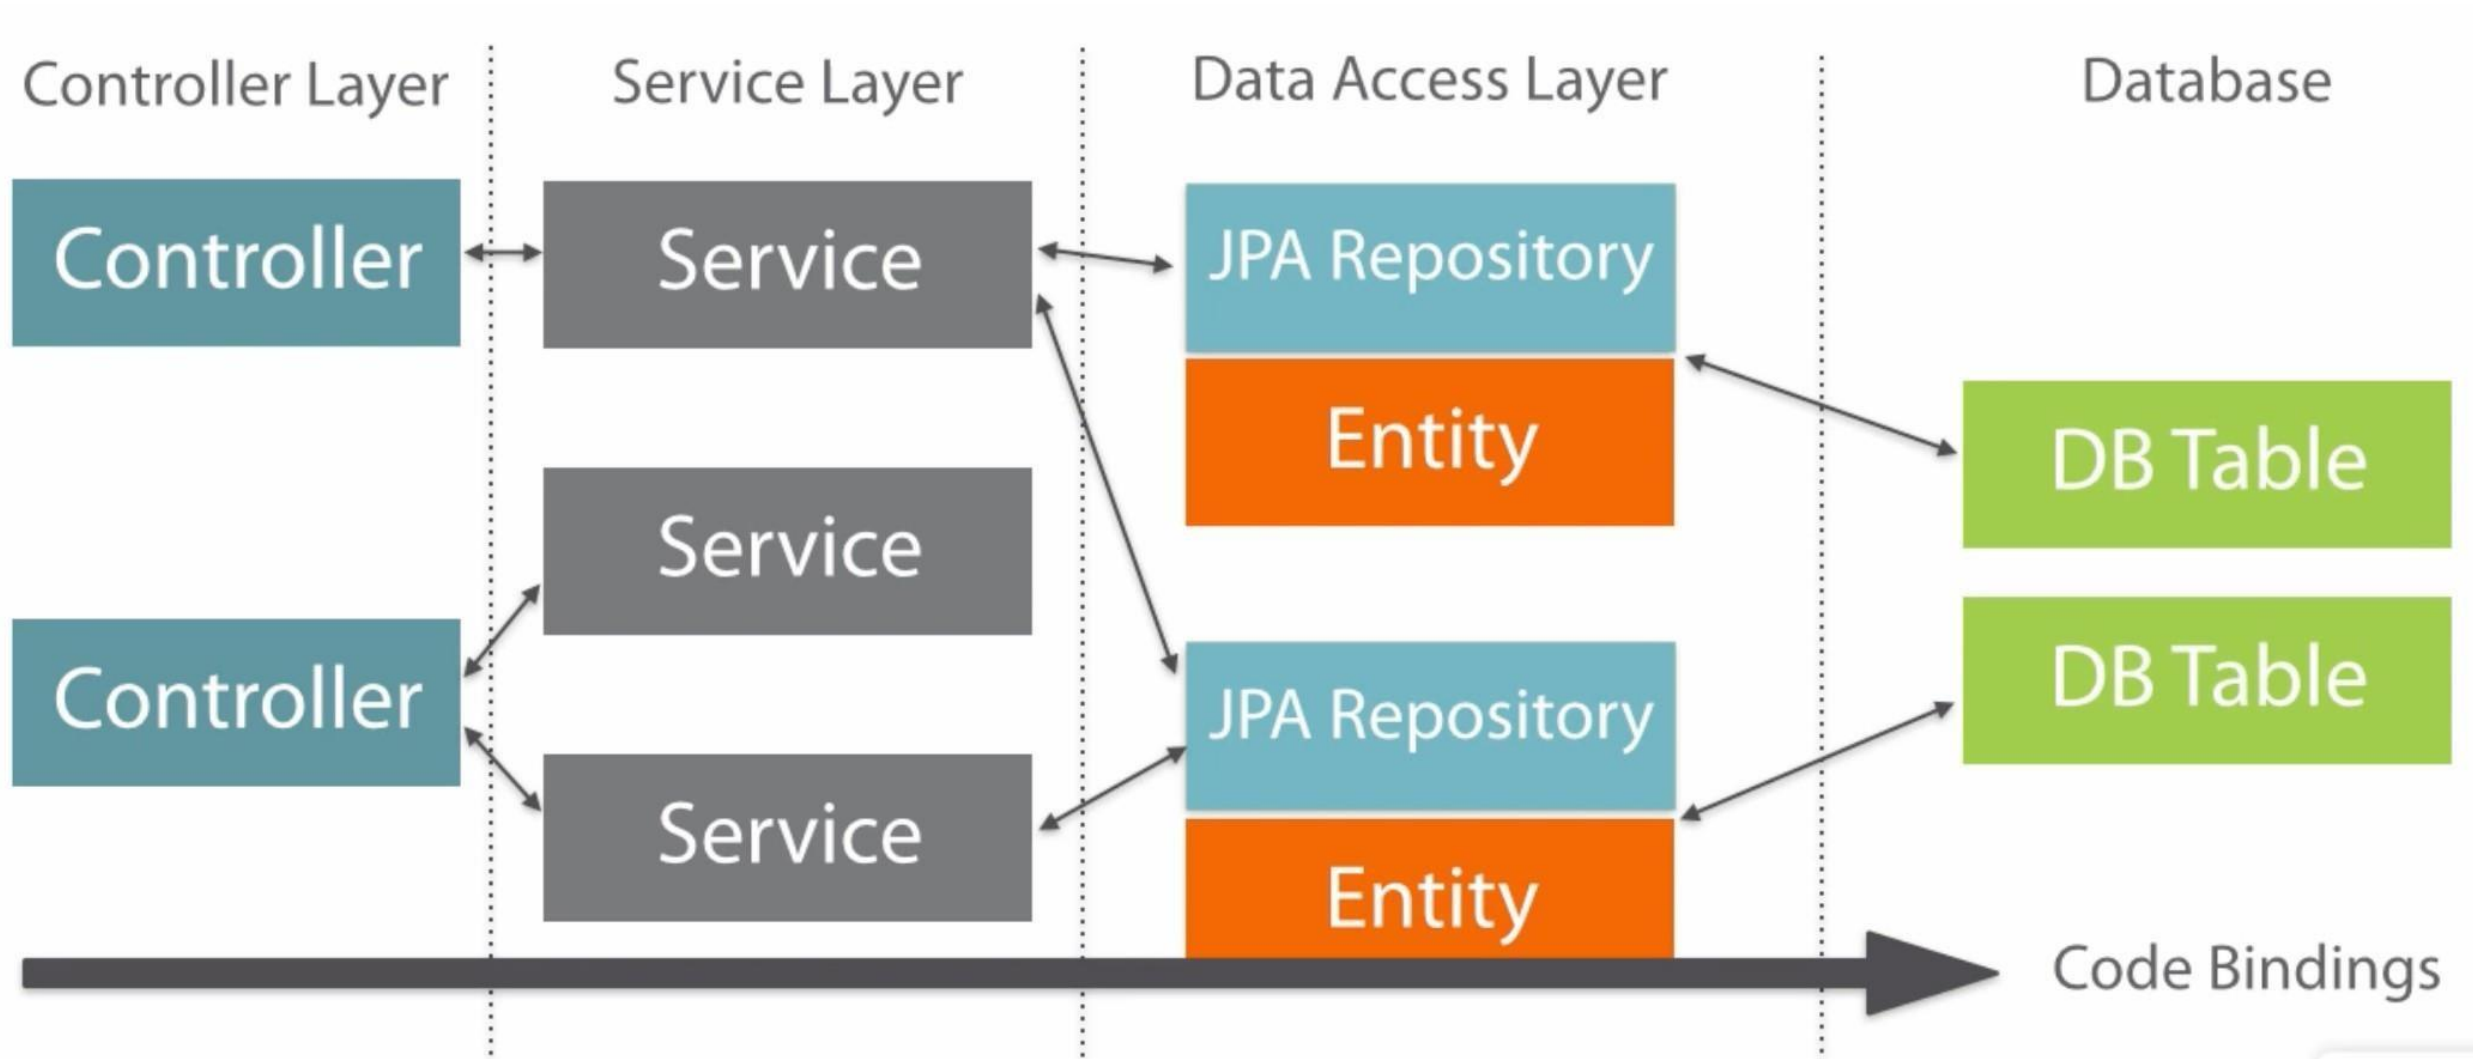 Controller Layer
Service Layer
Data Access Layer
Database
Controller
Service
JPA Repository
Entity
DB Table
Service
Controller
DB Table
JPA Repository
Service
Entity
Code Bindings